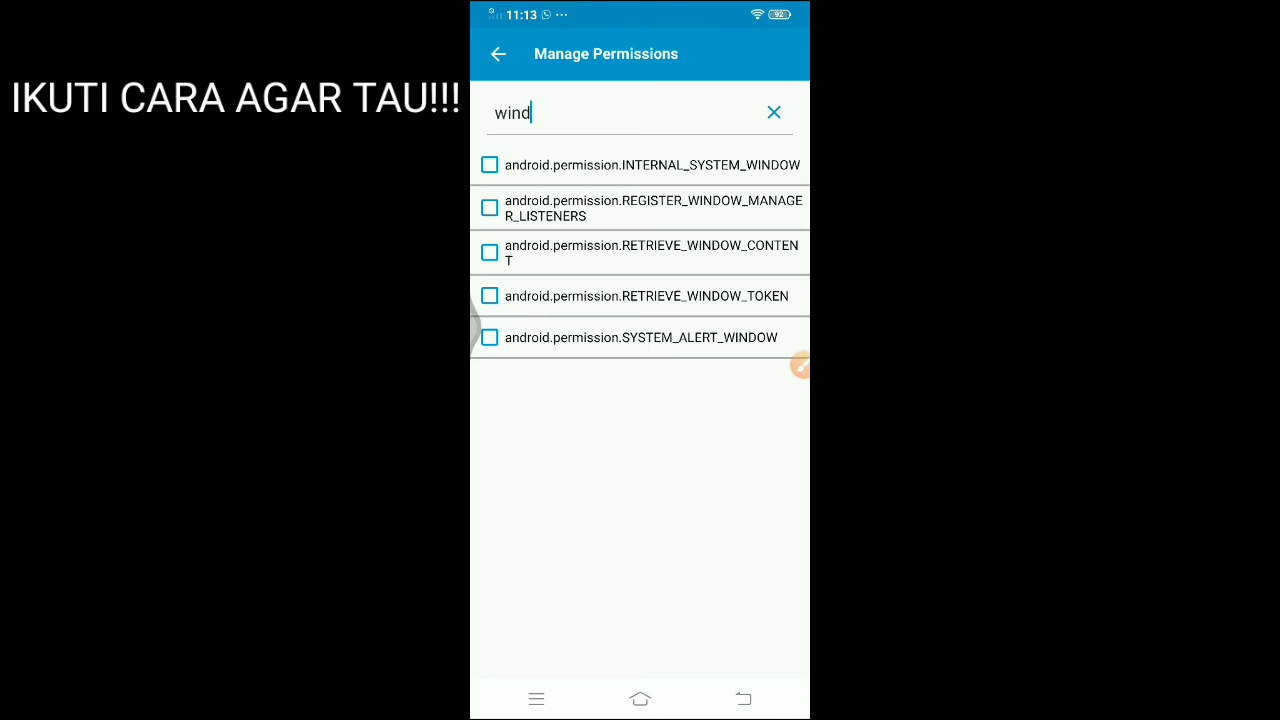 IKUTI CARA AGAR TAU!!!
11:13
92
Manage Permissions
wind
android.permission.INTERNAL_SYSTEM_WINDOW
android.permission.REGISTER_WINDOW_MANAGE
R_LISTENERS
android.permission.RETRIEVE_WINDOW_CONTEN
T
android.permission.RETRIEVE_WINDOW_TOKEN
android.permission.SYSTEM_ALERT_WINDOW